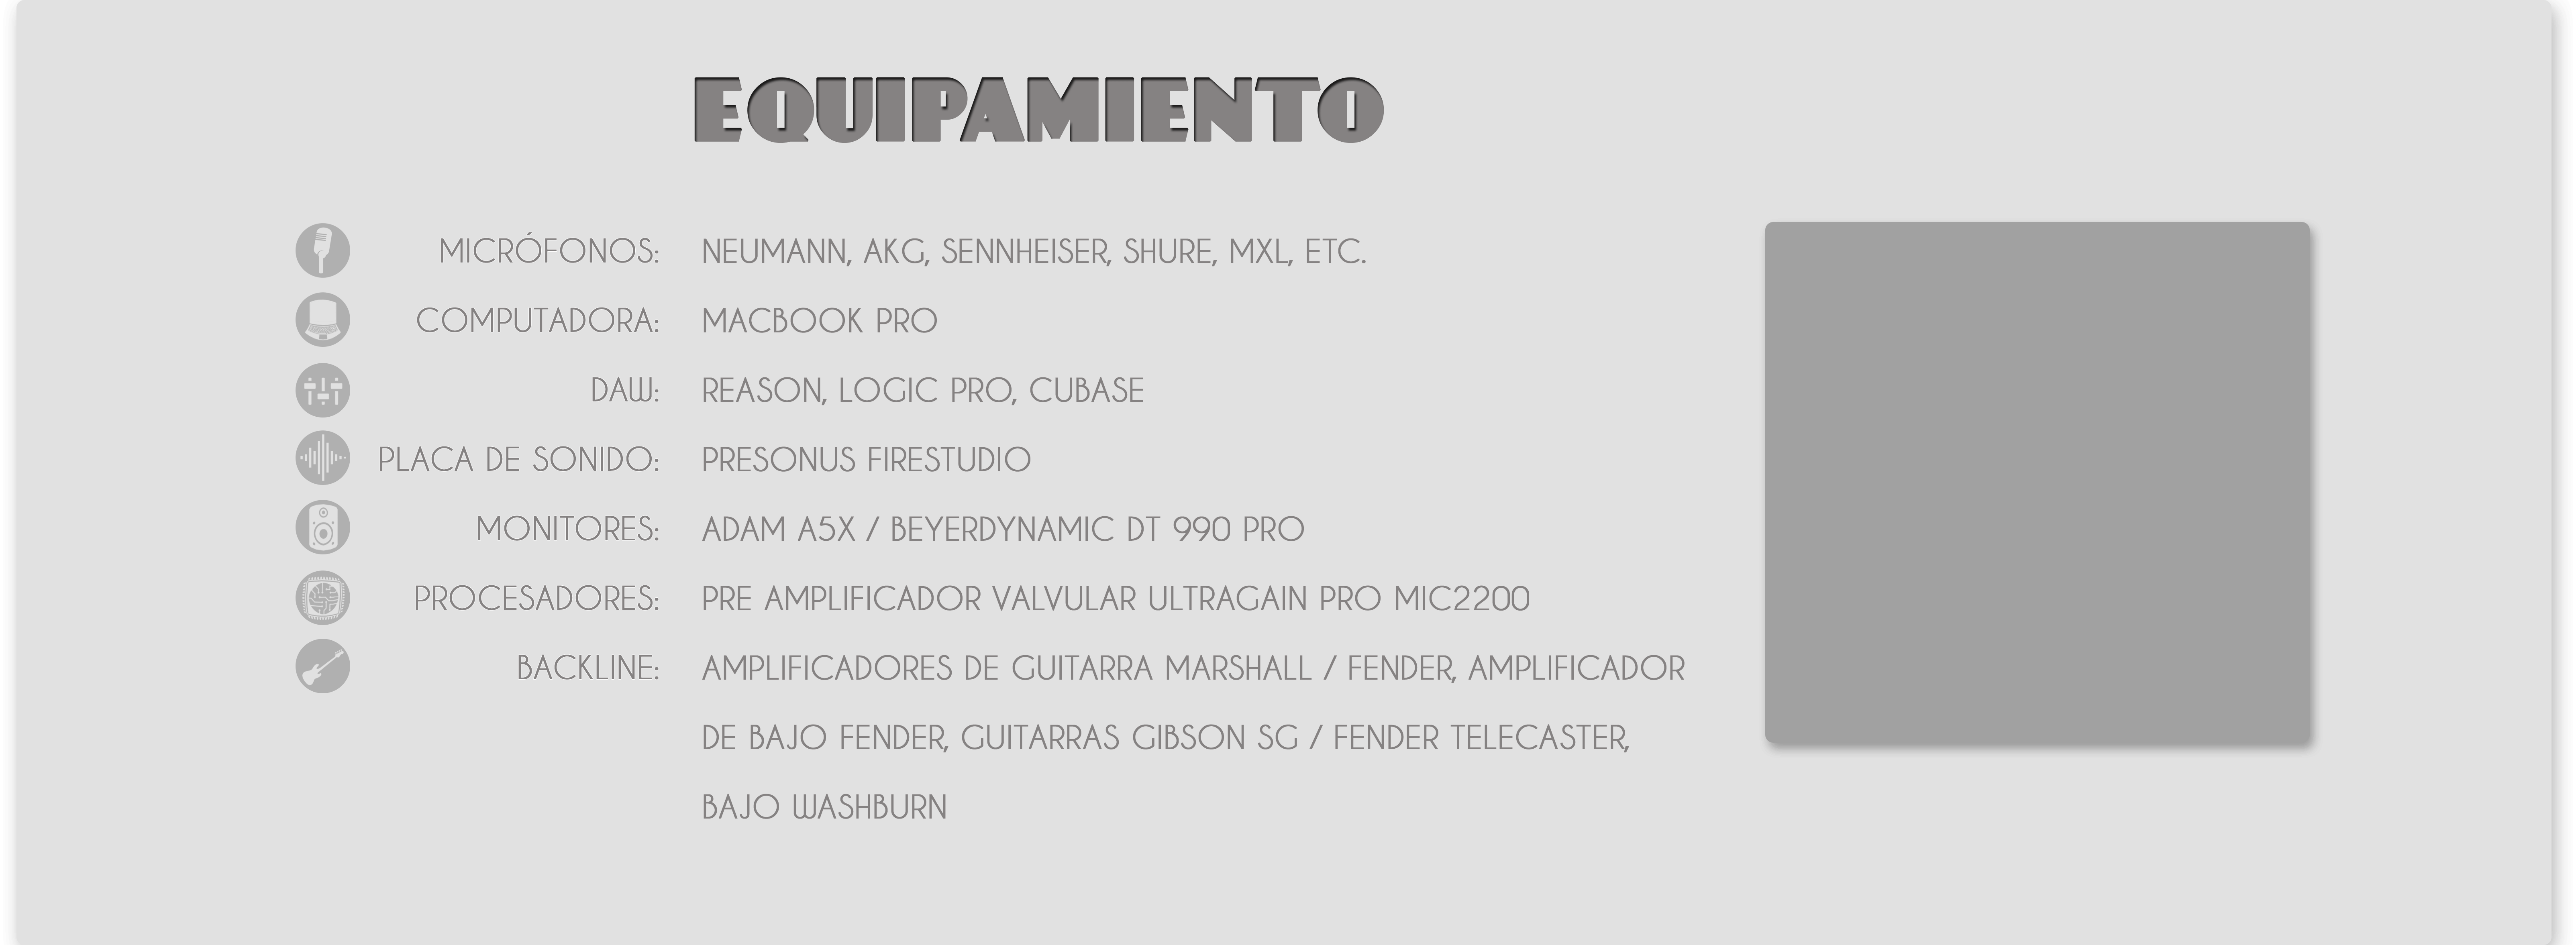 EQUIPAMIENTO
MICRÓFONOS: NEUMANN, AKG, SENNHEISER, SHURE, MXL, ETC.
COMPUTADORA: MACBOOK PRO
DAW: REASON, LOGIC PRO, CUBASE
PLACA DE SONIDO: PRESONUS FIRESTUDIO
MONITORES: ADAM A5X / BEYERDYNAMIC DT 990 PRO
PROCESADORES: PRE AMPLIFICADOR VALVULAR ULTRAGAIN PRO MIC2200
BACKLINE: AMPLIFICADORES DE GUITARRA MARSHALL / FENDER, AMPLIFICADOR
DE BAJO FENDER, GUITARRAS GIBSON SG / FENDER TELECASTER,
BAJO WASHBURN